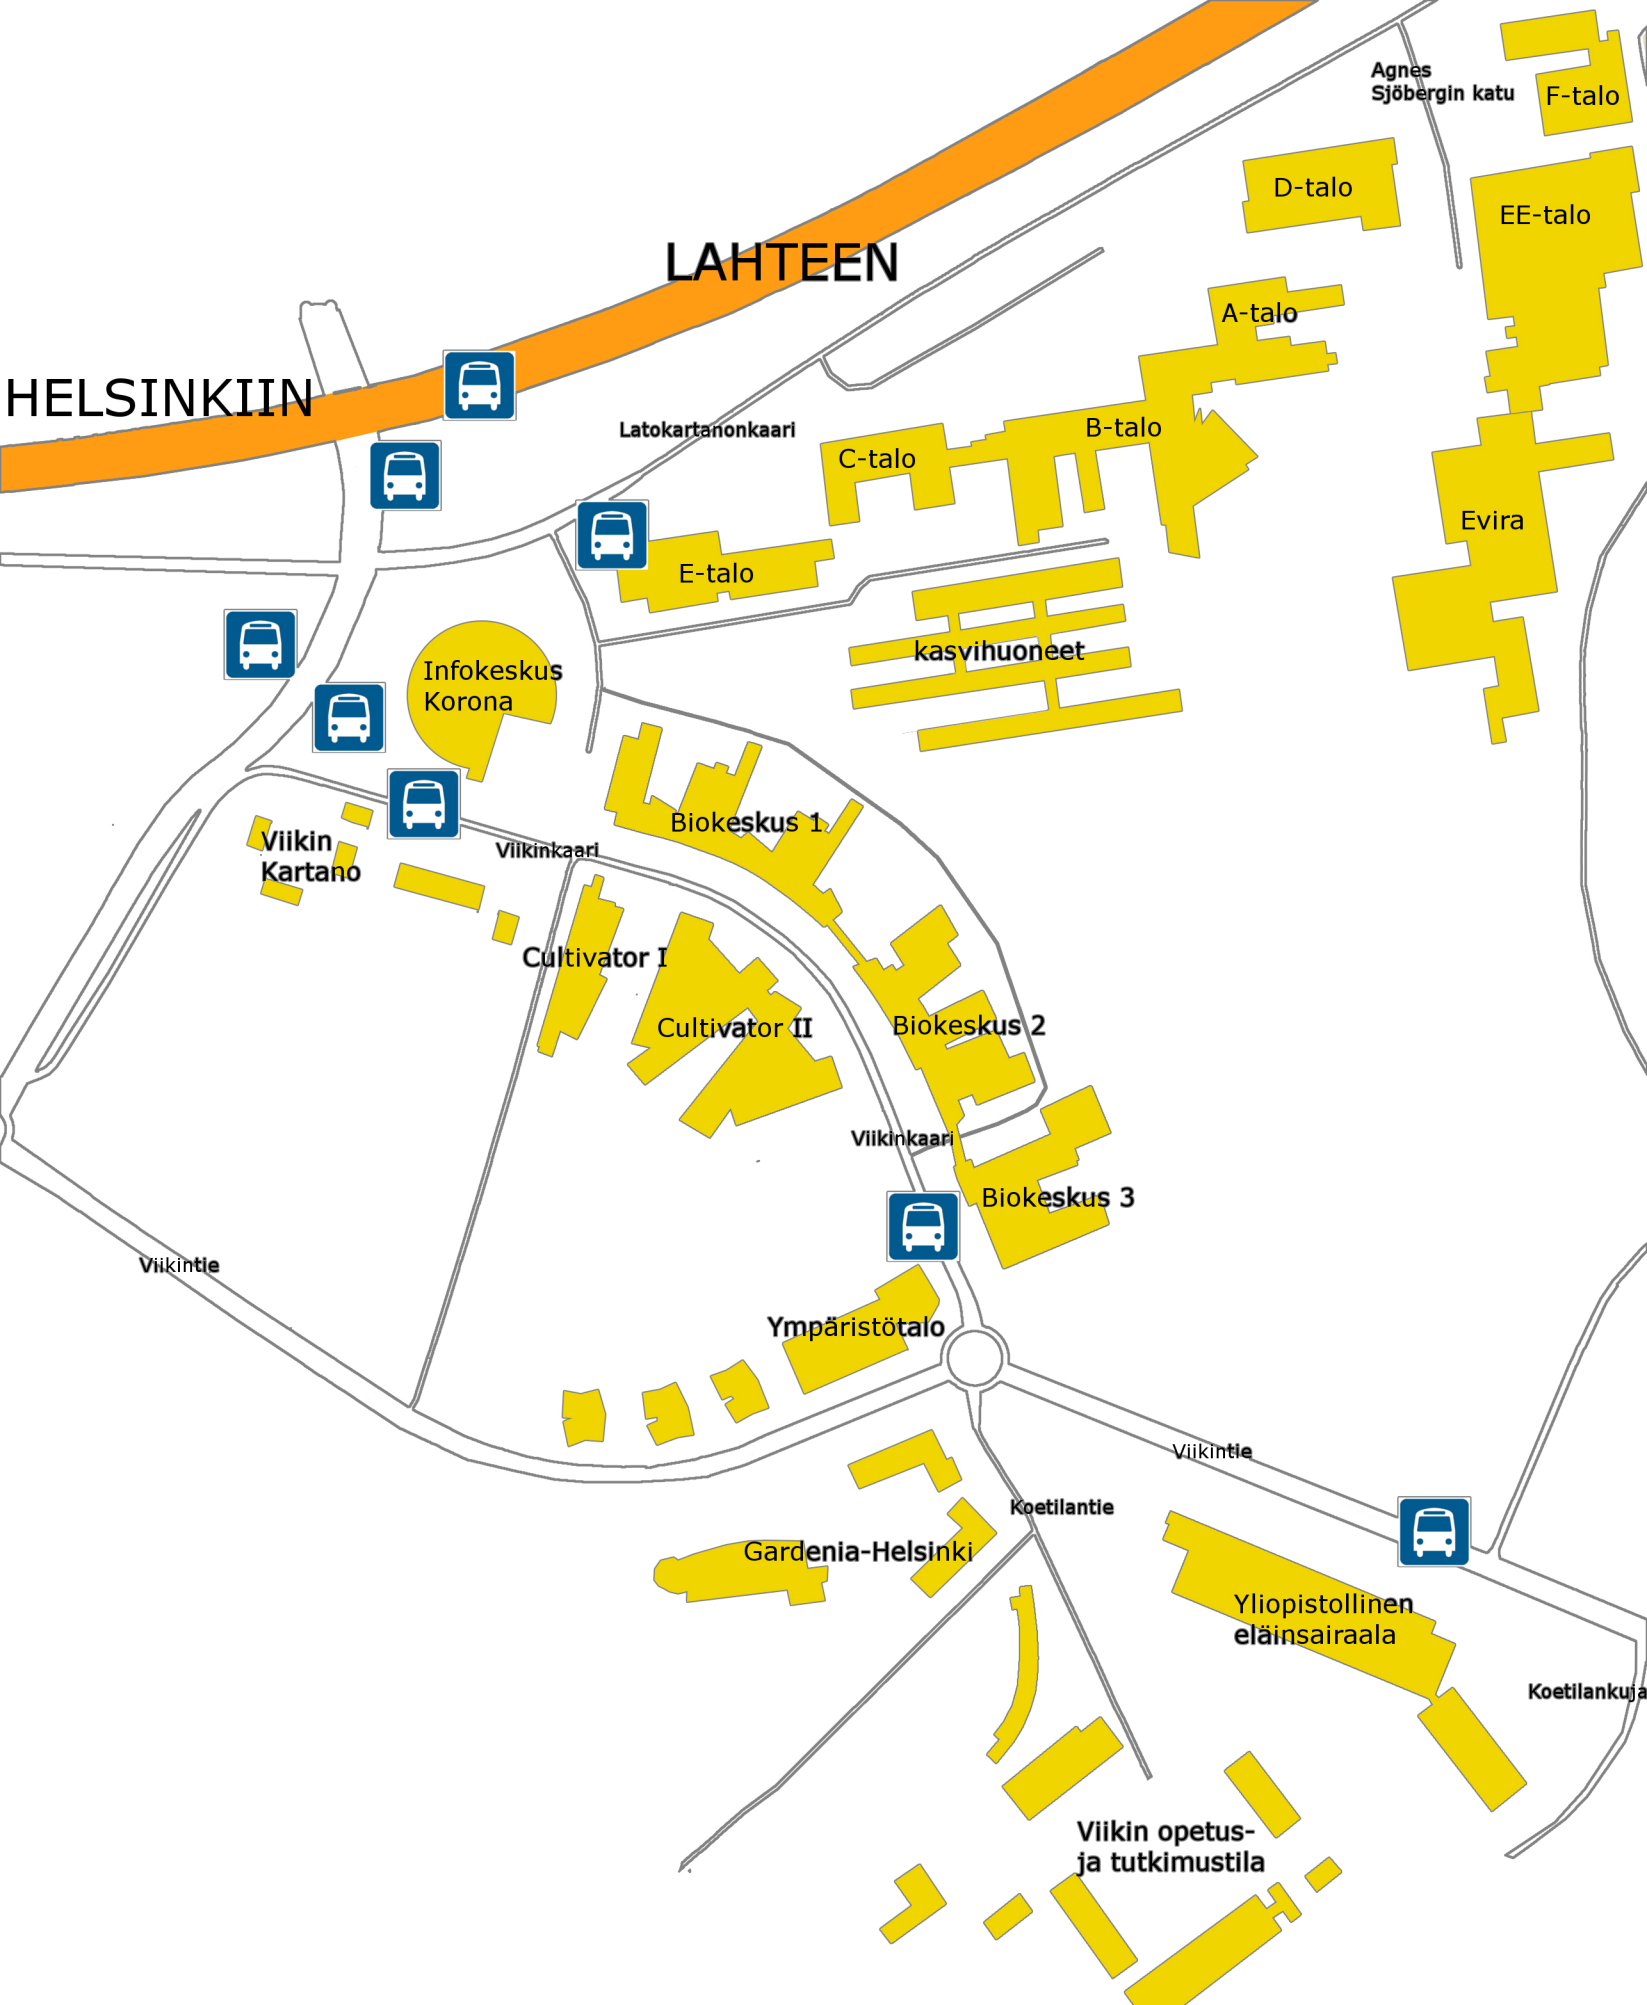 Agnes
Sjöbergin katu
F-talo
D-talo
EE-talo
LAHTEEN
A-talo
HELSINKIIN
Latokartanonkaari
B-talo
C-talo
Evira
E-talo
kasvihuoneet
Infokeskus
Korona
Biokeskus 1
Viikin
Kartano
Viikinkaari
Cultivator I
Cultivator II
Biokeskus 2
Viikinkaari
Biokeskus 3
Viikintie
Ympäristötalo
Viikintie
Koetilantie
Gardenia-Helsinki
Yliopistollinen
eläinsairaala
Koetilankuja
Viikin opetus-
ja tutkimustila